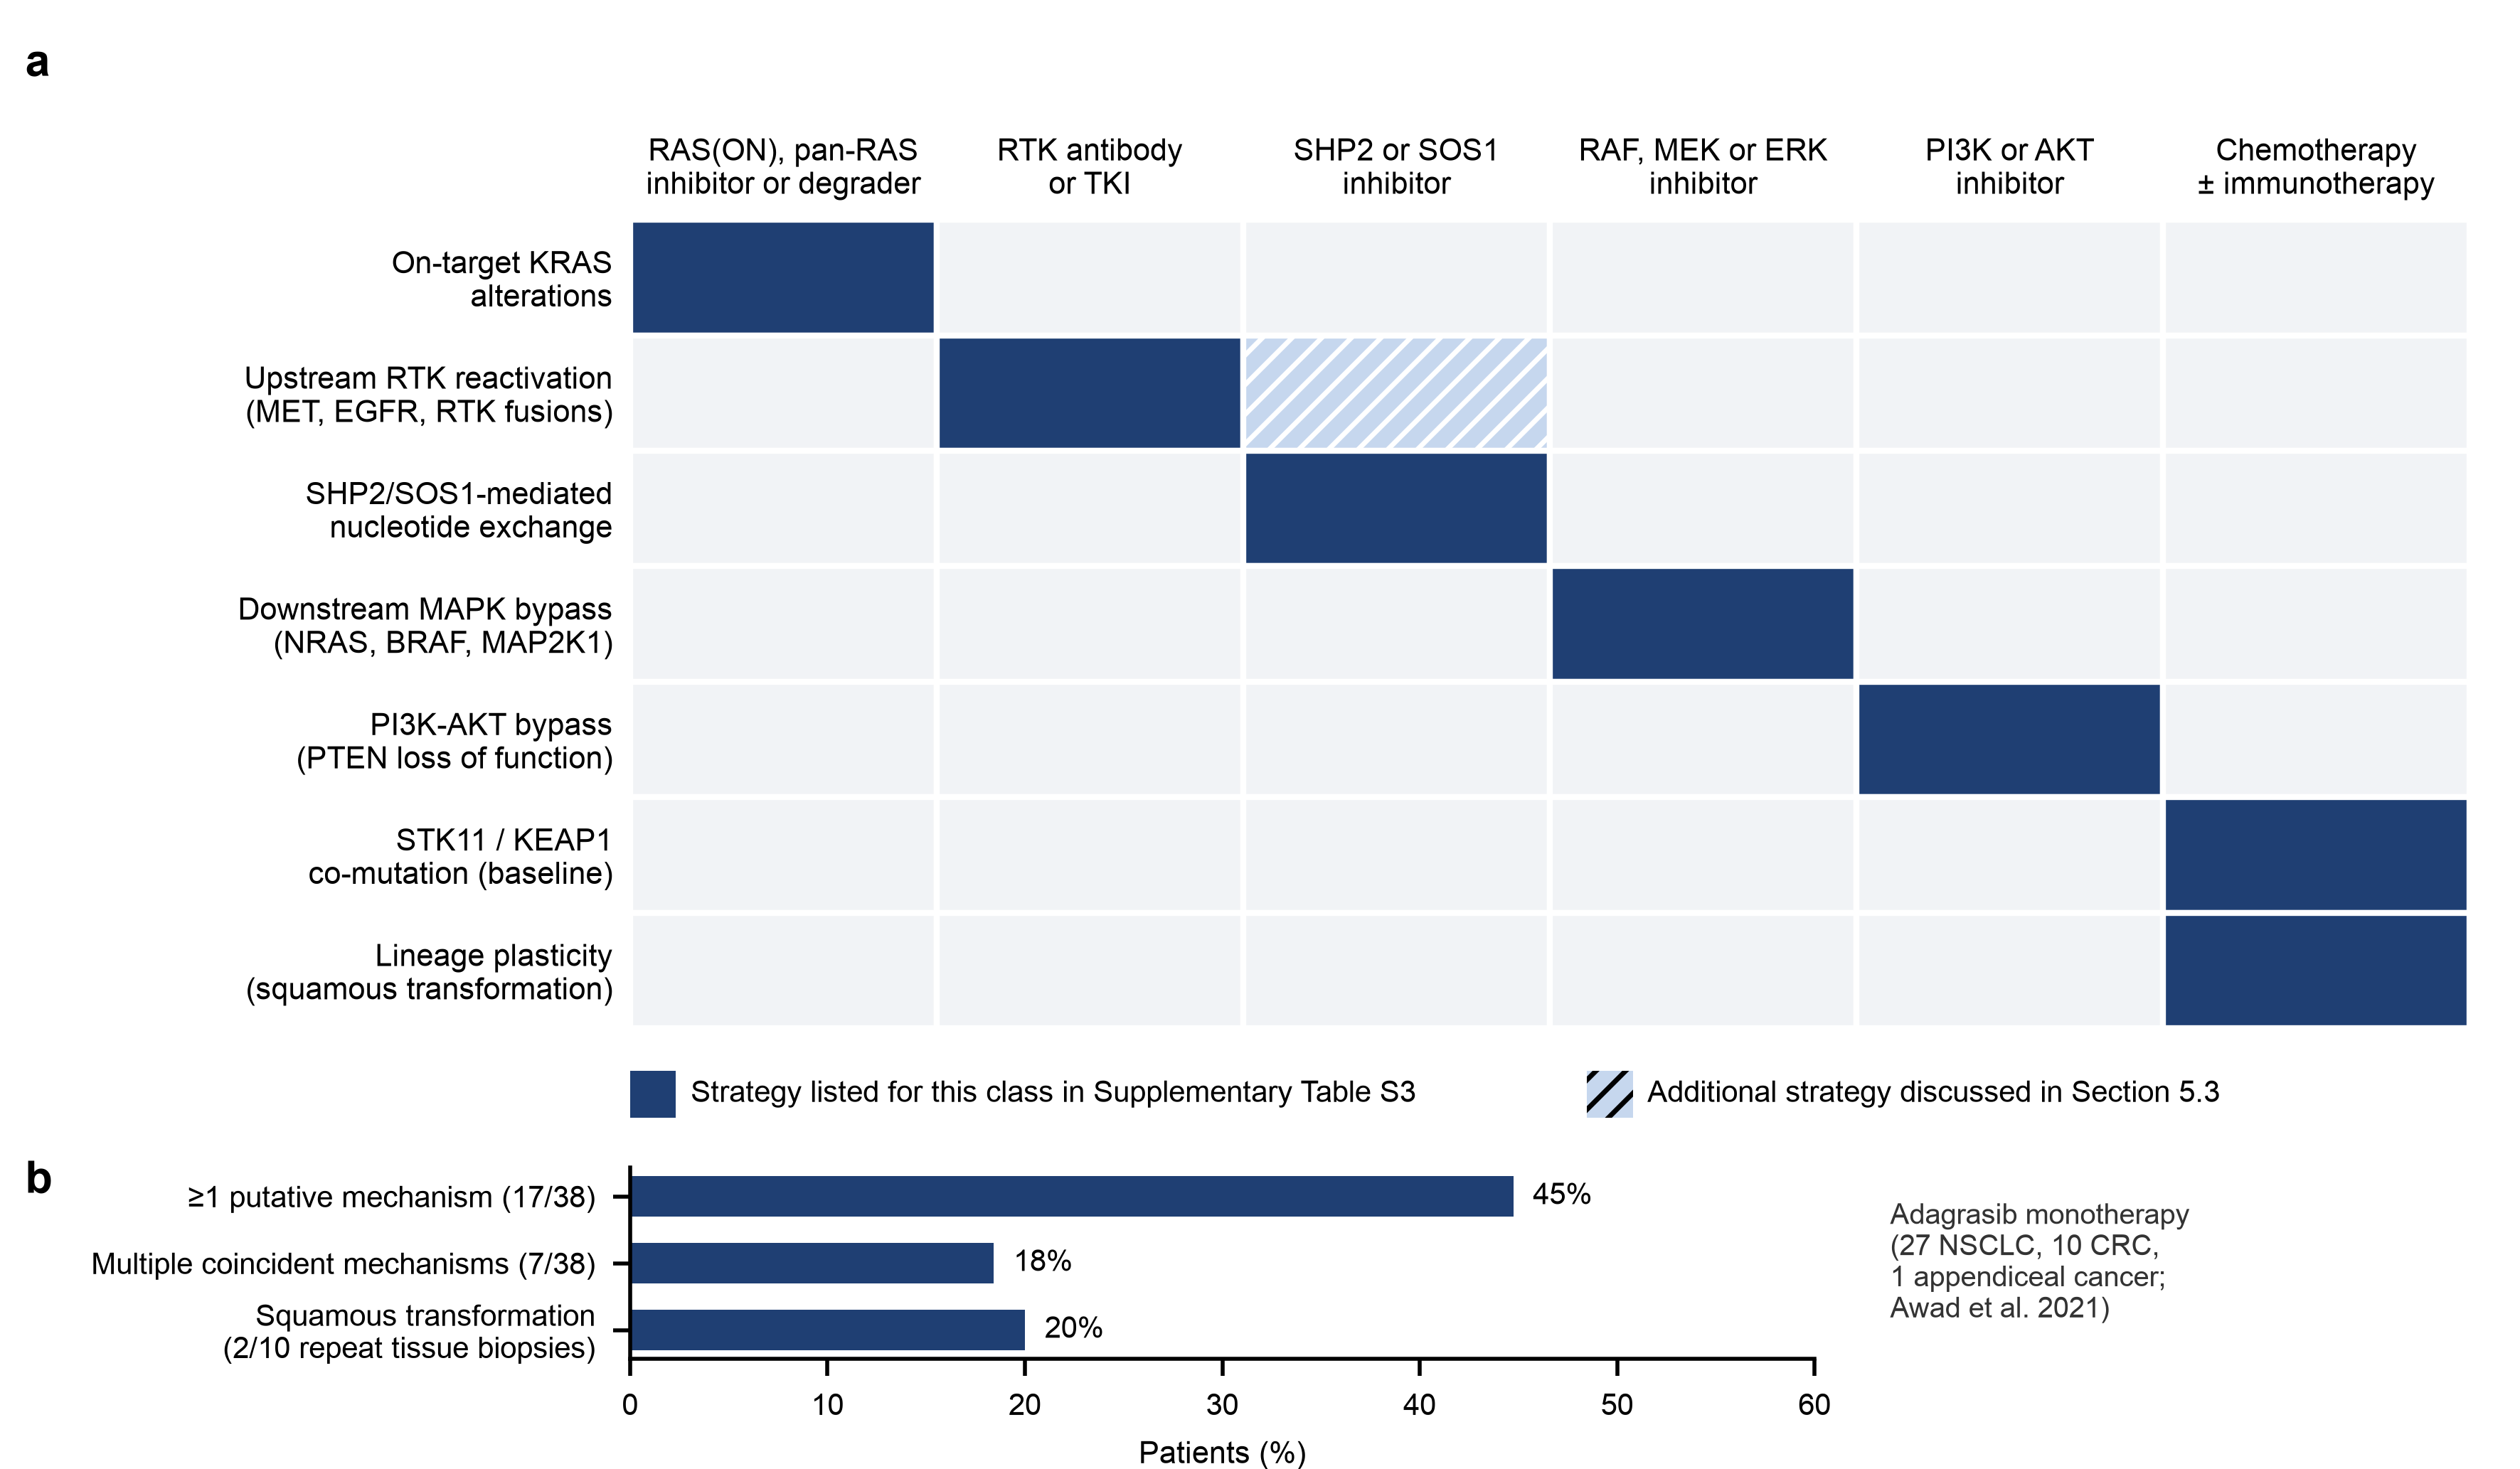 a
RAS(ON), pan-RAS
inhibitor or degrader
RTK antibody
or TKI
SHP2 or SOS1
inhibitor
RAF, MEK or ERK
inhibitor
PI3K or AKT
inhibitor
Chemotherapy
± immunotherapy
On-target KRAS
alterations
Upstream RTK reactivation
(MET, EGFR, RTK fusions)
SHP2/SOS1-mediated
nucleotide exchange
Downstream MAPK bypass
(NRAS, BRAF, MAP2K1)
PI3K-AKT bypass
(PTEN loss of function)
STK11 / KEAP1
co-mutation (baseline)
Lineage plasticity
(squamous transformation)
Strategy listed for this class in Supplementary Table S3
Additional strategy discussed in Section 5.3
b
≥1 putative mechanism (17/38)
45%
Multiple coincident mechanisms (7/38)
18%
Squamous transformation
(2/10 repeat tissue biopsies)
20%
Adagrasib monotherapy
(27 NSCLC, 10 CRC,
1 appendiceal cancer;
Awad et al. 2021)
0 10 20 30 40 50 60
Patients (%)